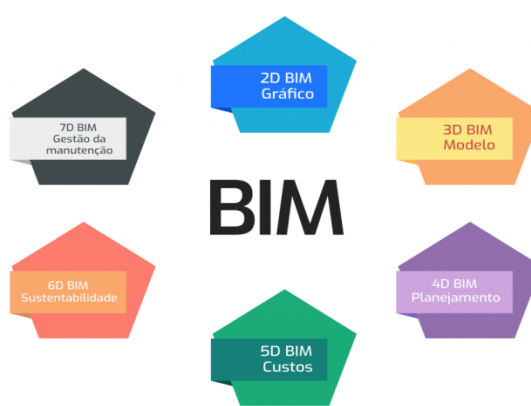 2D BIM
Gráfico
3D BIM
Modelo
4D BIM
Planejamento
5D BIM
Custos
6D BIM
Sustentabilidade
7D BIM
Gestão da
manutenção
BIM